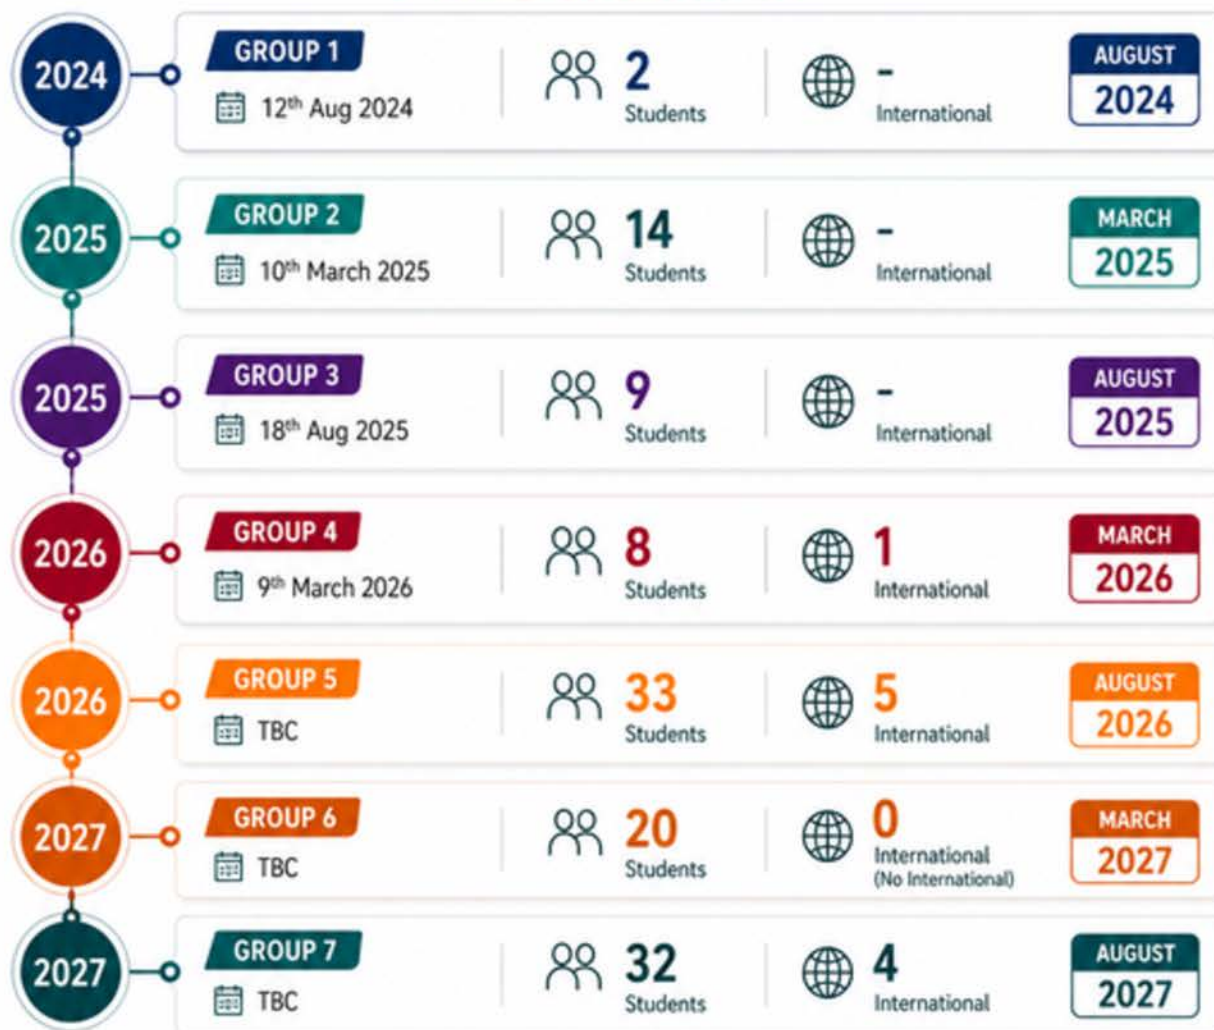 2024
GROUP 1
12th Aug 2024
2
Students
-
International
AUGUST
2024
2025
GROUP 2
10th March 2025
14
Students
-
International
MARCH
2025
2025
GROUP 3
18th Aug 2025
9
Students
-
International
AUGUST
2025
2026
GROUP 4
9th March 2026
8
Students
1
International
MARCH
2026
2026
GROUP 5
TBC
33
Students
5
International
AUGUST
2026
2027
GROUP 6
TBC
20
Students
0
International
(No International)
MARCH
2027
2027
GROUP 7
TBC
32
Students
4
International
AUGUST
2027